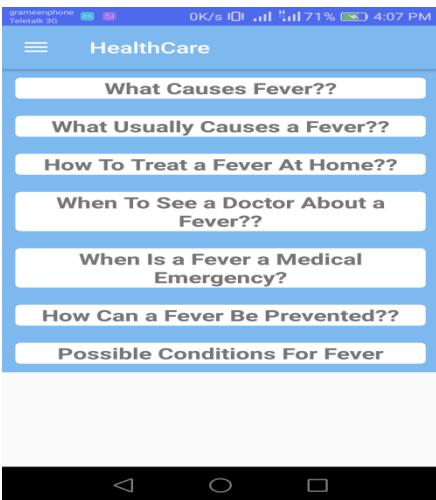 grameenphone
Teletalk 3G
0K/s 71% 4:07 PM
HealthCare
What Causes Fever??
What Usually Causes a Fever??
How To Treat a Fever At Home??
When To See a Doctor About a
Fever??
When Is a Fever a Medical
Emergency?
How Can a Fever Be Prevented??
Possible Conditions For Fever